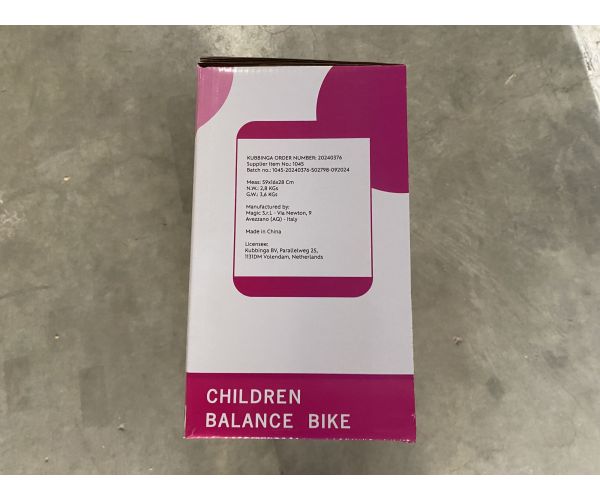 KUBBINGA ORDER NUMBER: 20240376
Supplier Item No.: 1045
Batch no.: 1045-20240376-502798-092024
Meas: 59x16x28 Cm
N.W.: 2,8 KGs
G.W.: 3,6 KGs
Manufactured by:
Magic S.r.L - Via Newton, 9
Avezzano (AG) - Italy
Made in China
Licensee:
Kubbinga BV, Parallelweg 25,
1131DM Volendam, Netherlands
CHILDREN
BALANCE BIKE